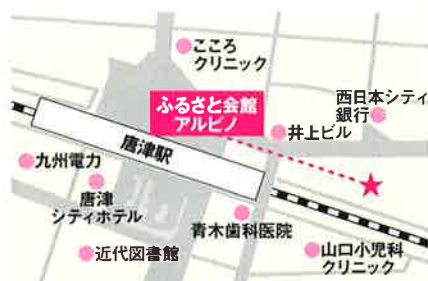 こころ
クリニック
ふるさと会館
アルピノ
西日本シティ
銀行
井上ビル
唐津駅
九州電力
唐津
シティホテル
青木歯科医院
近代図書館
山口小児科
クリニック